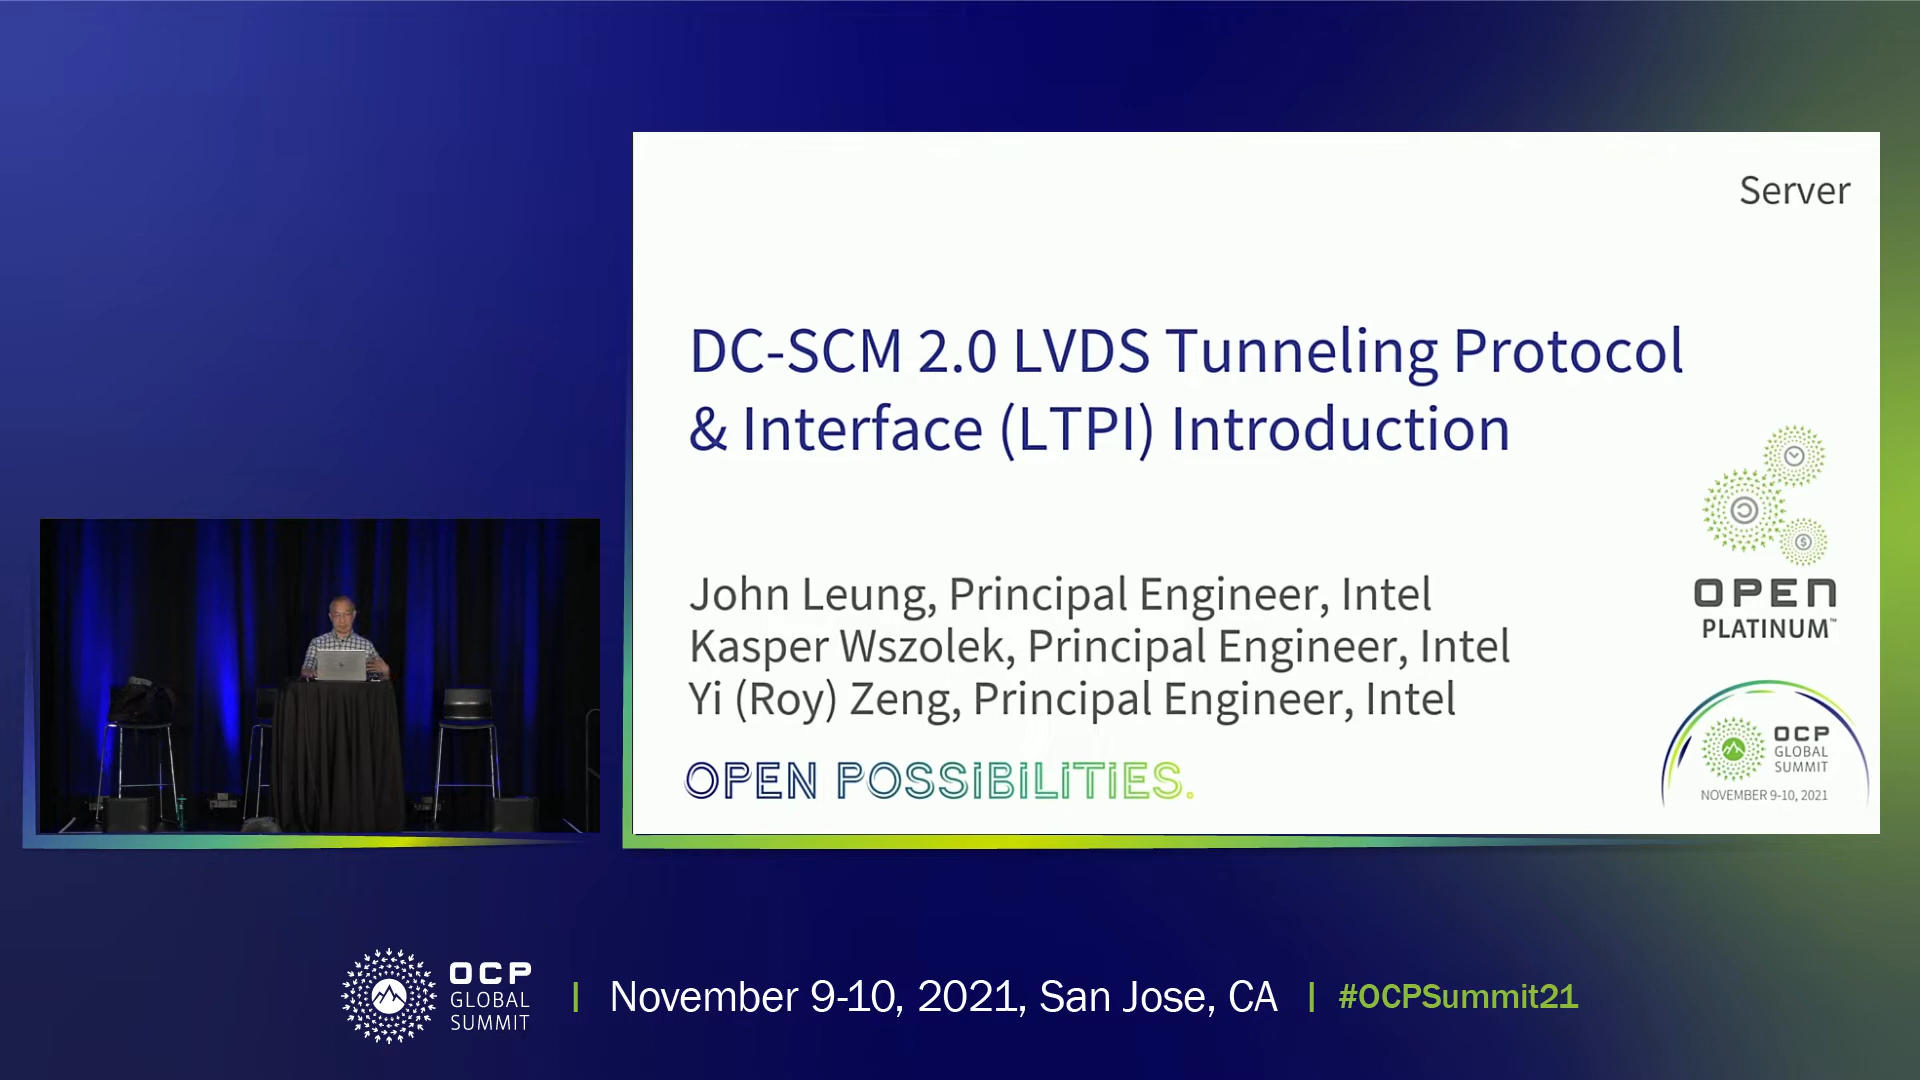 Server
DC-SCM 2.0 LVDS Tunneling Protocol
& Interface (LTPI) Introduction
John Leung, Principal Engineer, Intel
Kasper Wszolek, Principal Engineer, Intel
Yi (Roy) Zeng, Principal Engineer, Intel
OPEN POSSIBILITIES.
OPEN
PLATINUM™
OCP
GLOBAL
SUMMIT
NOVEMBER 9-10, 2021
OCP
GLOBAL
SUMMIT
November 9-10, 2021, San Jose, CA
#OCPSummit21